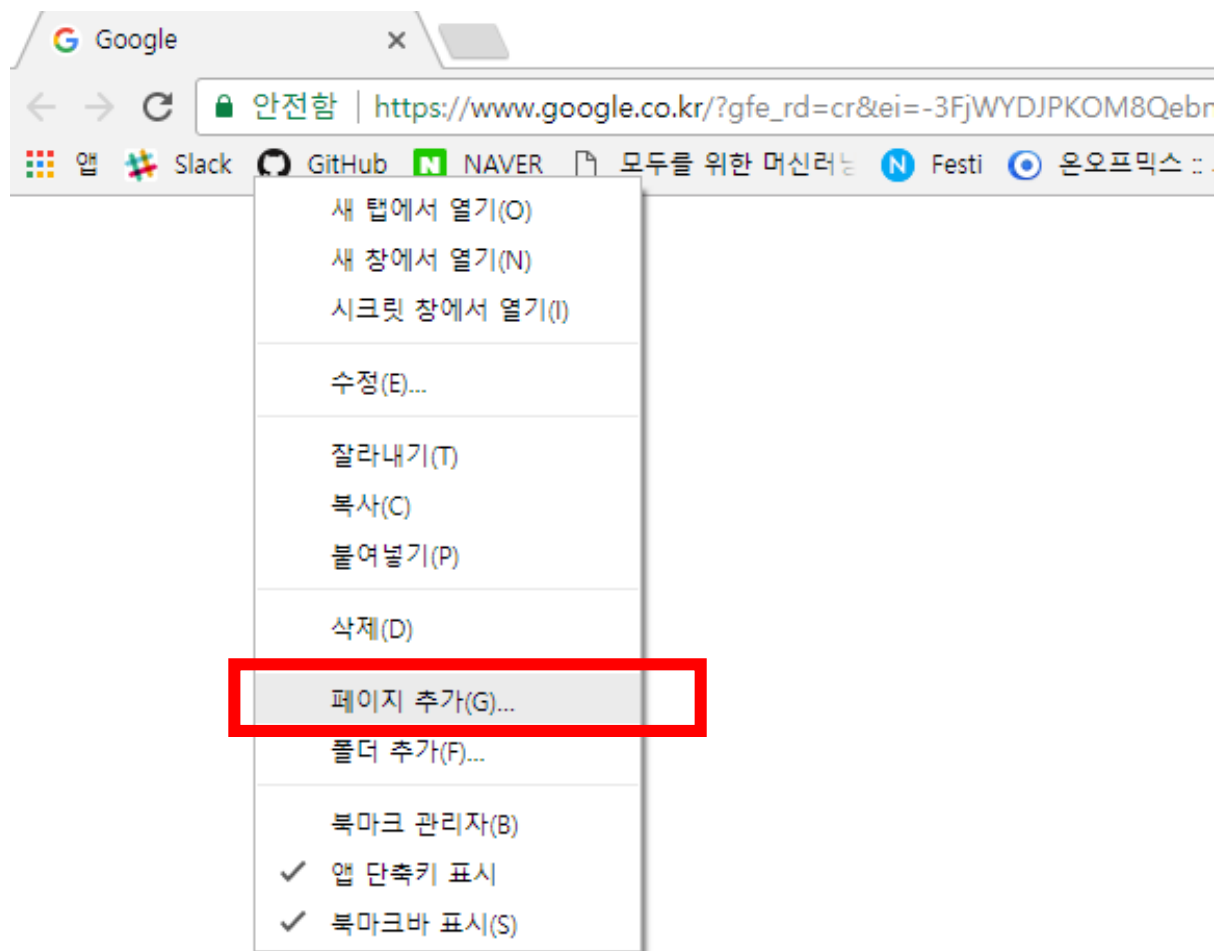 Google
안전함 https://www.google.co.kr/?gfe_rd=cr&ei=-3FjWYDJPKOM8Qebr
앱 Slack GitHub NAVER 모두를 위한 머신러닝 Festi 온오프믹스 ::
새 탭에서 열기(O)
새 창에서 열기(N)
시크릿 창에서 열기(I)
수정(E)...
잘라내기(T)
복사(C)
붙여넣기(P)
삭제(D)
페이지 추가(G)...
폴더 추가(F)...
북마크 관리자(B)
앱 단축키 표시
북마크바 표시(S)